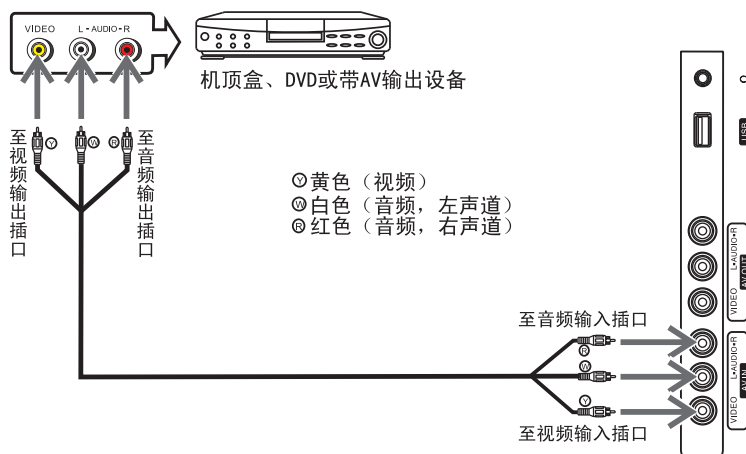 VIDEO L-AUDIO-R
机顶盒、DVD或带AV输出设备
至视频输出插口
Y
W
R
至音频输出插口
Y黄色（视频）
W白色（音频，左声道）
R红色（音频，右声道）
USB
L-AUDIO-R
VIDEO
AV OUT
至音频输入插口
R
W
Y
至视频输入插口
L-AUDIO-R
VIDEO
AV IN